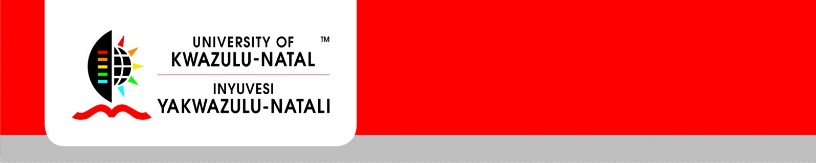 UNIVERSITY OF ™
KWAZULU-NATAL
INYUVESI
YAKWAZULU-NATALI